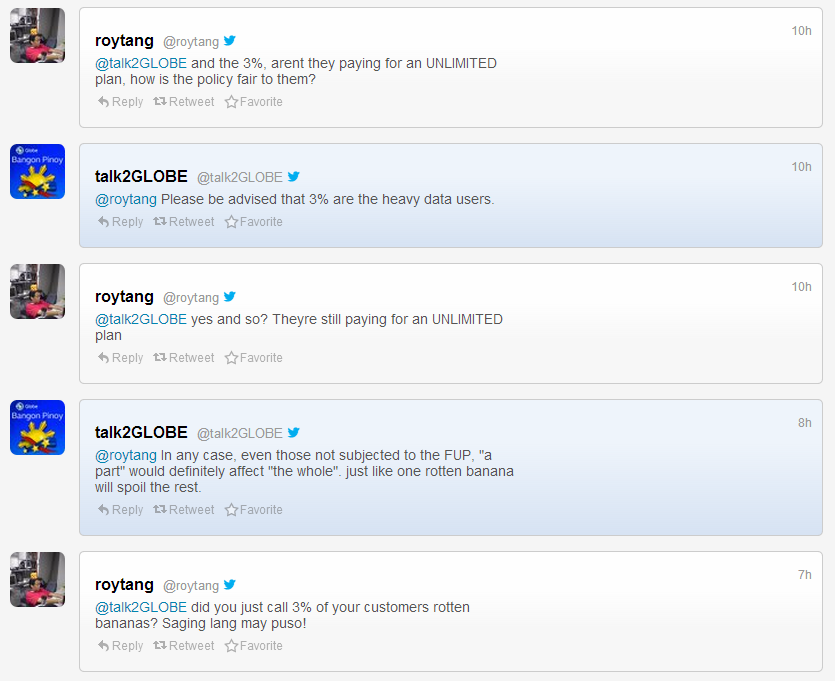 roytang @roytang 10h
@talk2GLOBE and the 3%, arent they paying for an UNLIMITED
plan, how is the policy fair to them?
Reply Retweet Favorite
Globe
Bangon Pinoy
talk2GLOBE @talk2GLOBE 10h
@roytang Please be advised that 3% are the heavy data users.
Reply Retweet Favorite
roytang @roytang 10h
@talk2GLOBE yes and so? Theyre still paying for an UNLIMITED
plan
Reply Retweet Favorite
Globe
Bangon Pinoy
talk2GLOBE @talk2GLOBE 8h
@roytang In any case, even those not subjected to the FUP, "a
part" would definitely affect "the whole". just like one rotten banana
will spoil the rest.
Reply Retweet Favorite
roytang @roytang 7h
@talk2GLOBE did you just call 3% of your customers rotten
bananas? Saging lang may puso!
Reply Retweet Favorite